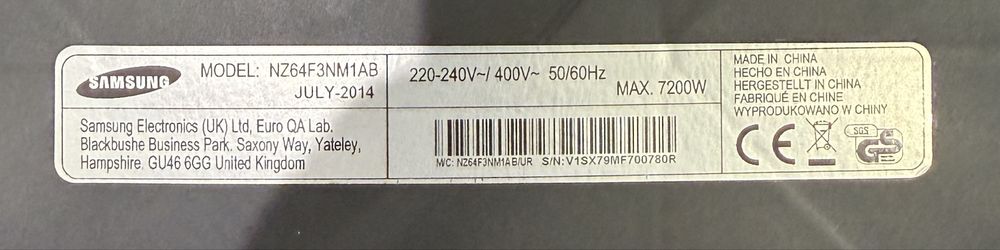 SAMSUNG
MODEL: NZ64F3NM1AB
JULY-2014
Samsung Electronics (UK) Ltd, Euro QA Lab.
Blackbushe Business Park. Saxony Way, Yateley,
Hampshire. GU46 6GG United Kingdom
220-240V~/ 400V~ 50/60Hz
MAX. 7200W
M/C: NZ64F3NM1AB/UR S/N: V1SX79MF700780R
MADE IN CHINA
HECHO EN CHINA
HERGESTELLT IN CHINA
FABRIQUÉ EN CHINE
WYPRODUKOWANO W CHINY
CE
SGS
GS